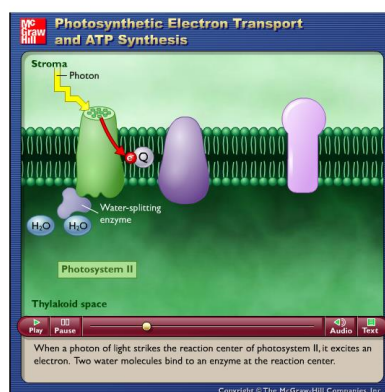 Mc
Graw
Hill
Photosynthetic Electron Transport
and ATP Synthesis
Stroma
Photon
e-
Q
Water-splitting
enzyme
H₂O
H₂O
Photosystem II
Thylakoid space
Play
Pause
Audio
Text
When a photon of light strikes the reaction center of photosystem II, it excites an
electron. Two water molecules bind to an enzyme at the reaction center.
Copyright © The McGraw-Hill Companies, Inc.